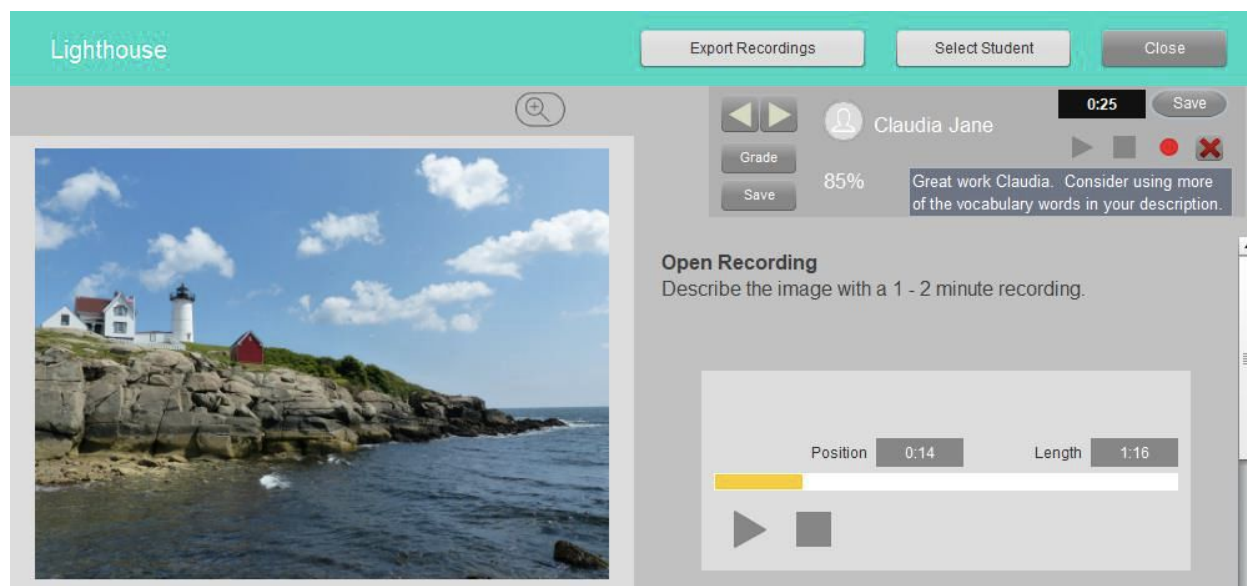 Lighthouse
Export Recordings
Select Student
Close
0:25
Save
Claudia Jane
Grade
85%
Save
Great work Claudia.  Consider using more
of the vocabulary words in your description.
Open Recording
Describe the image with a 1 - 2 minute recording.
Position 0:14 Length 1:16